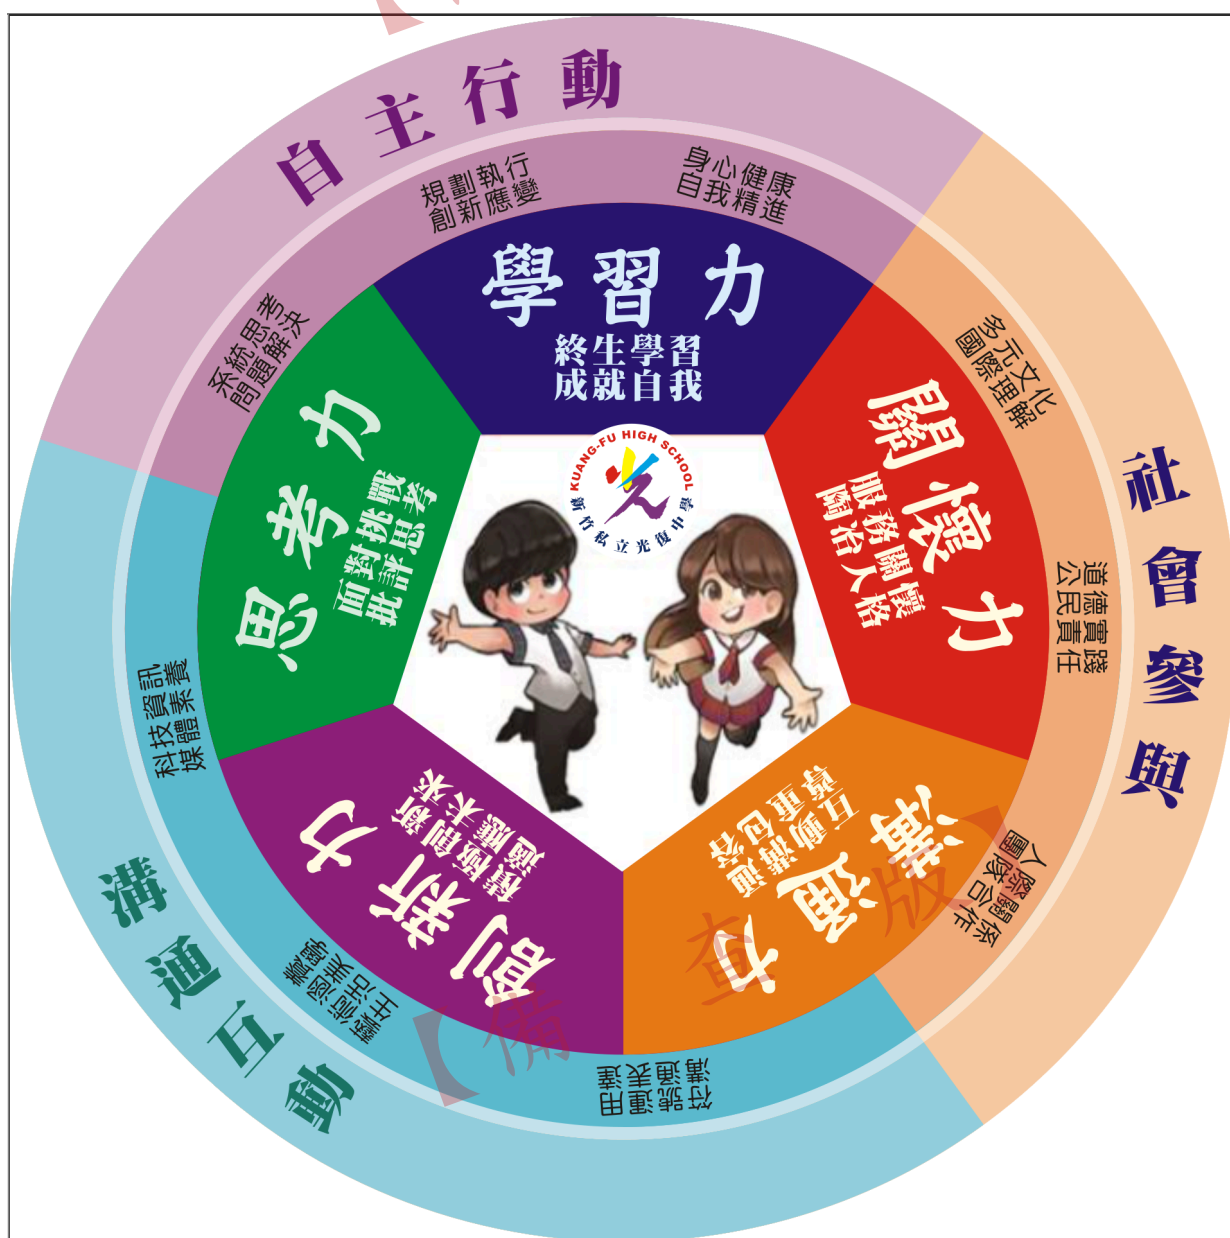 自主行動
規劃執行
創新應變
身心健康
自我精進
系統思考
問題解決
學習力
終生學習
成就自我
多元文化
國際理解
關懷力
服務關懷
陶冶人格
社會參與
道德實踐
公民責任
人際關係
團隊合作
溝通力
互動溝通
尊重包容
符號運用
溝通表達
創新力
積極創新
適應未來
藝術涵養
生活美學
溝通互動
科技資訊
媒體素養
思考力
面對挑戰
批評思考
KUANG-FU HIGH SCHOOL
新竹私立光復中學
【備查版】